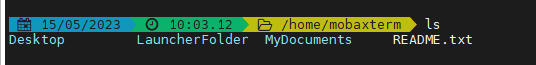 15/05/2023 10:03.12 /home/mobaxterm ls
Desktop LauncherFolder MyDocuments README.txt